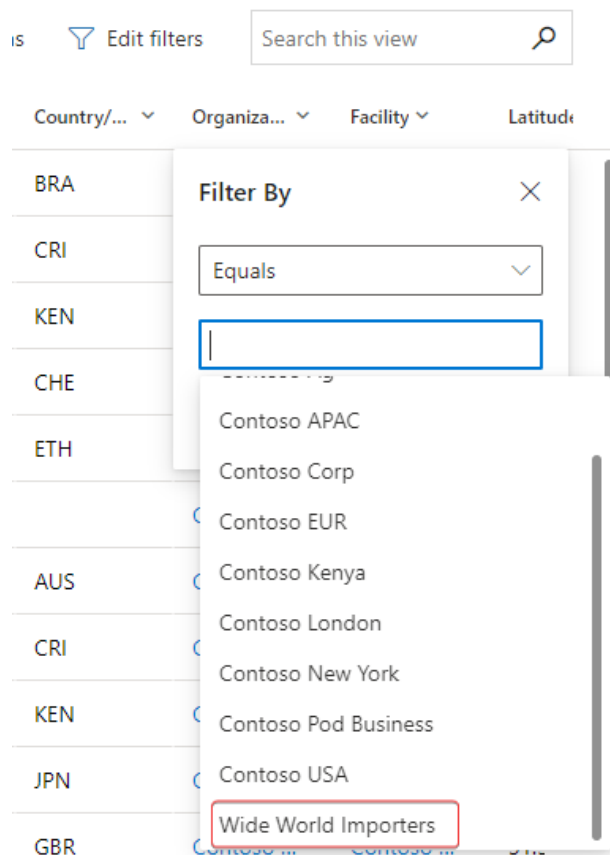 Edit filters
Search this view
Country/... Organiza... Facility Latitude
BRA
Filter By
CRI
Equals
KEN
CHE
Contoso APAC
ETH
Contoso Corp
Contoso EUR
AUS
Contoso Kenya
Contoso London
CRI
Contoso New York
KEN
Contoso Pod Business
JPN
Contoso USA
Wide World Importers
GBR
Contoso ... Contoso ...